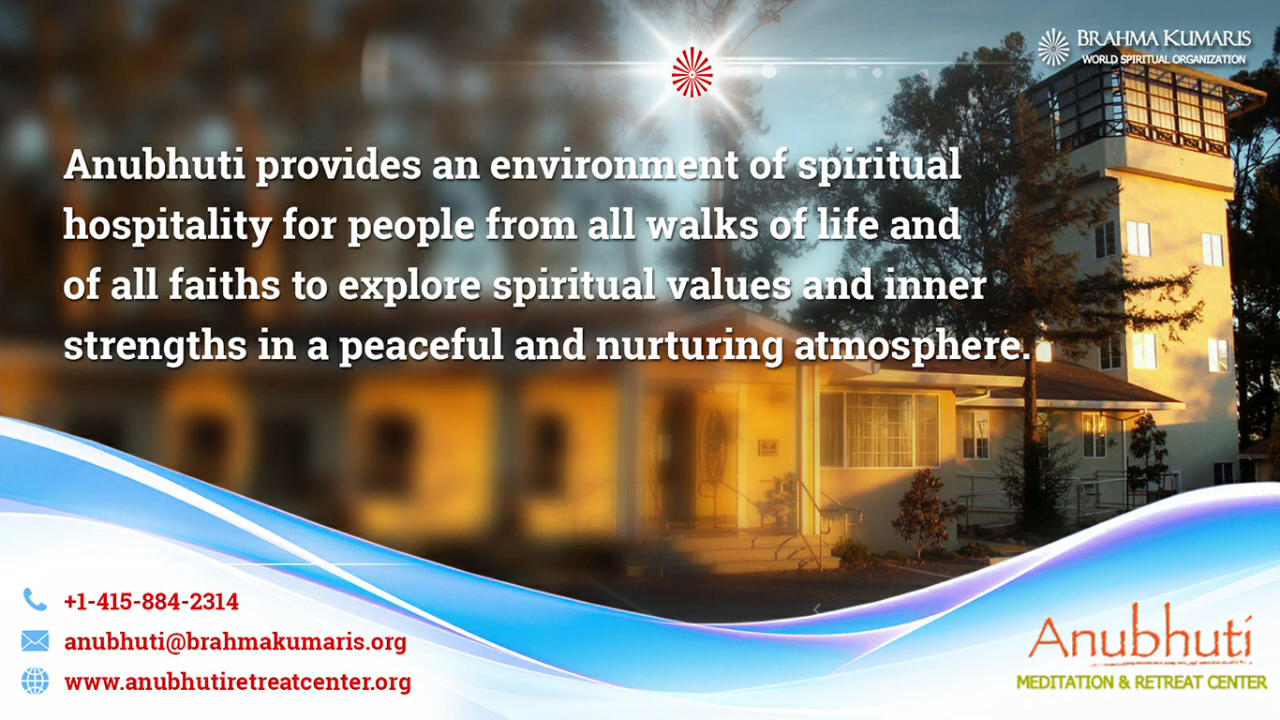 BRAHMA KUMARIS
WORLD SPIRITUAL ORGANIZATION
Anubhuti provides an environment of spiritual
hospitality for people from all walks of life and
of all faiths to explore spiritual values and inner
strengths in a peaceful and nurturing atmosphere.
+1-415-884-2314
anubhuti@brahmakumaris.org
www.anubhutiretreatcenter.org
Anubhuti
MEDITATION & RETREAT CENTER